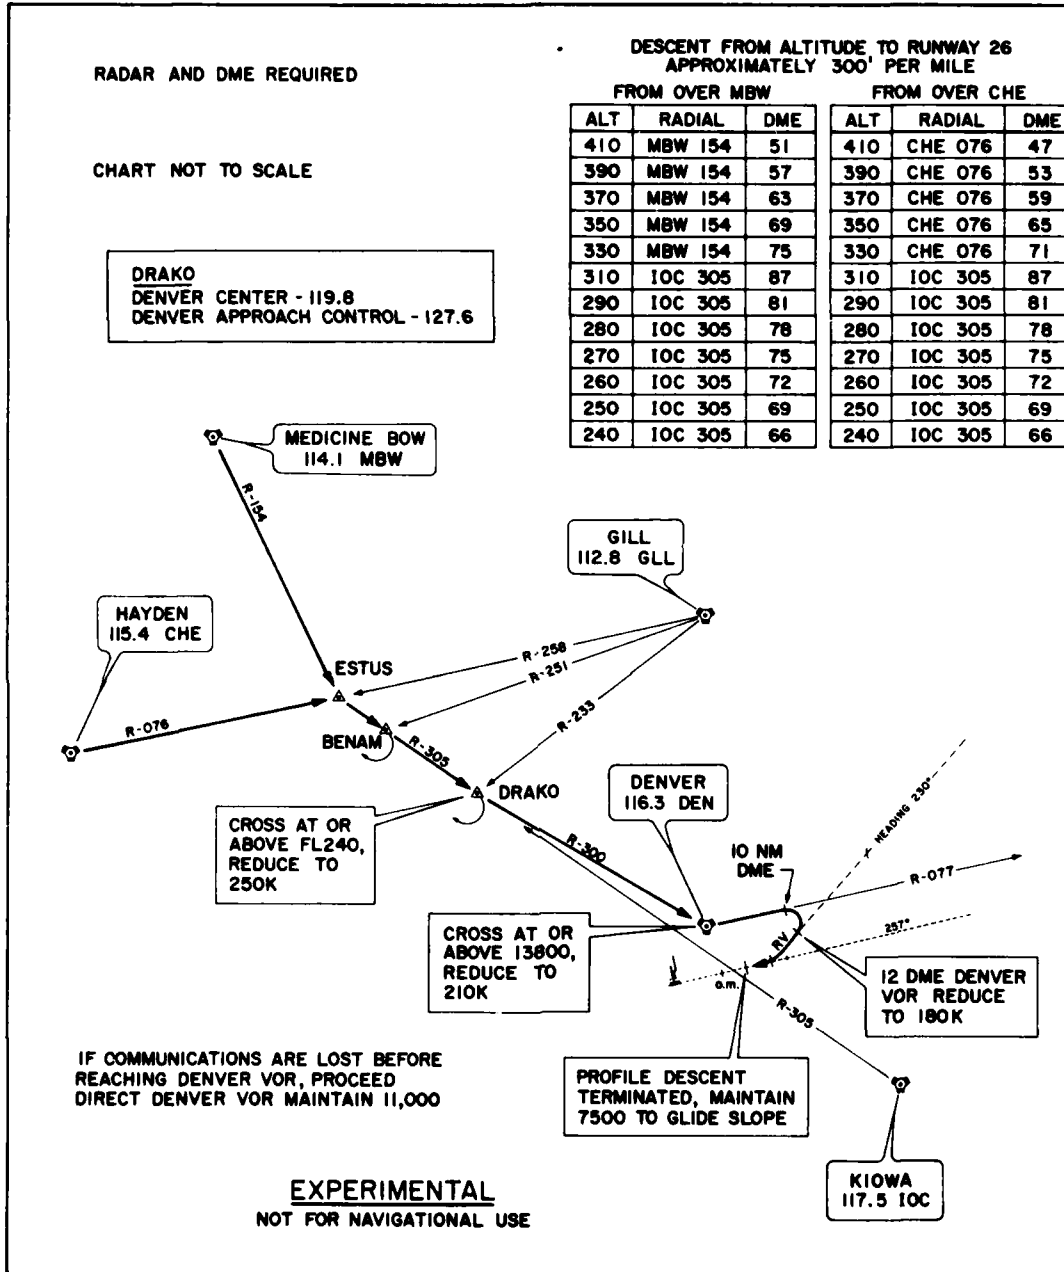 RADAR AND DME REQUIRED
CHART NOT TO SCALE
DESCENT FROM ALTITUDE TO RUNWAY 26
APPROXIMATELY 300' PER MILE
FROM OVER MBW
ALT RADIAL DME
410 MBW 154 51
390 MBW 154 57
370 MBW 154 63
350 MBW 154 69
330 MBW 154 75
310 IOC 305 87
290 IOC 305 81
280 IOC 305 78
270 IOC 305 75
260 IOC 305 72
250 IOC 305 69
240 IOC 305 66
FROM OVER CHE
ALT RADIAL DME
410 CHE 076 47
390 CHE 076 53
370 CHE 076 59
350 CHE 076 65
330 CHE 076 71
310 IOC 305 87
290 IOC 305 81
280 IOC 305 78
270 IOC 305 75
260 IOC 305 72
250 IOC 305 69
240 IOC 305 66
DRAKO
DENVER CENTER - 119.8
DENVER APPROACH CONTROL - 127.6
MEDICINE BOW
114.1 MBW
R-154
GILL
112.8 GLL
HAYDEN
115.4 CHE
R-258
R-251
R-233
ESTUS
R-076
BENAM
R-305
DRAKO
DENVER
116.3 DEN
HEADING 230°
CROSS AT OR
ABOVE FL240,
REDUCE TO
250K
R-300
10 NM
DME
R-077
CROSS AT OR
ABOVE 13800,
REDUCE TO
210K
257°
RV
o.m.
12 DME DENVER
VOR REDUCE
TO 180K
R-305
IF COMMUNICATIONS ARE LOST BEFORE
REACHING DENVER VOR, PROCEED
DIRECT DENVER VOR MAINTAIN 11,000
PROFILE DESCENT
TERMINATED, MAINTAIN
7500 TO GLIDE SLOPE
KIOWA
117.5 IOC
EXPERIMENTAL
NOT FOR NAVIGATIONAL USE